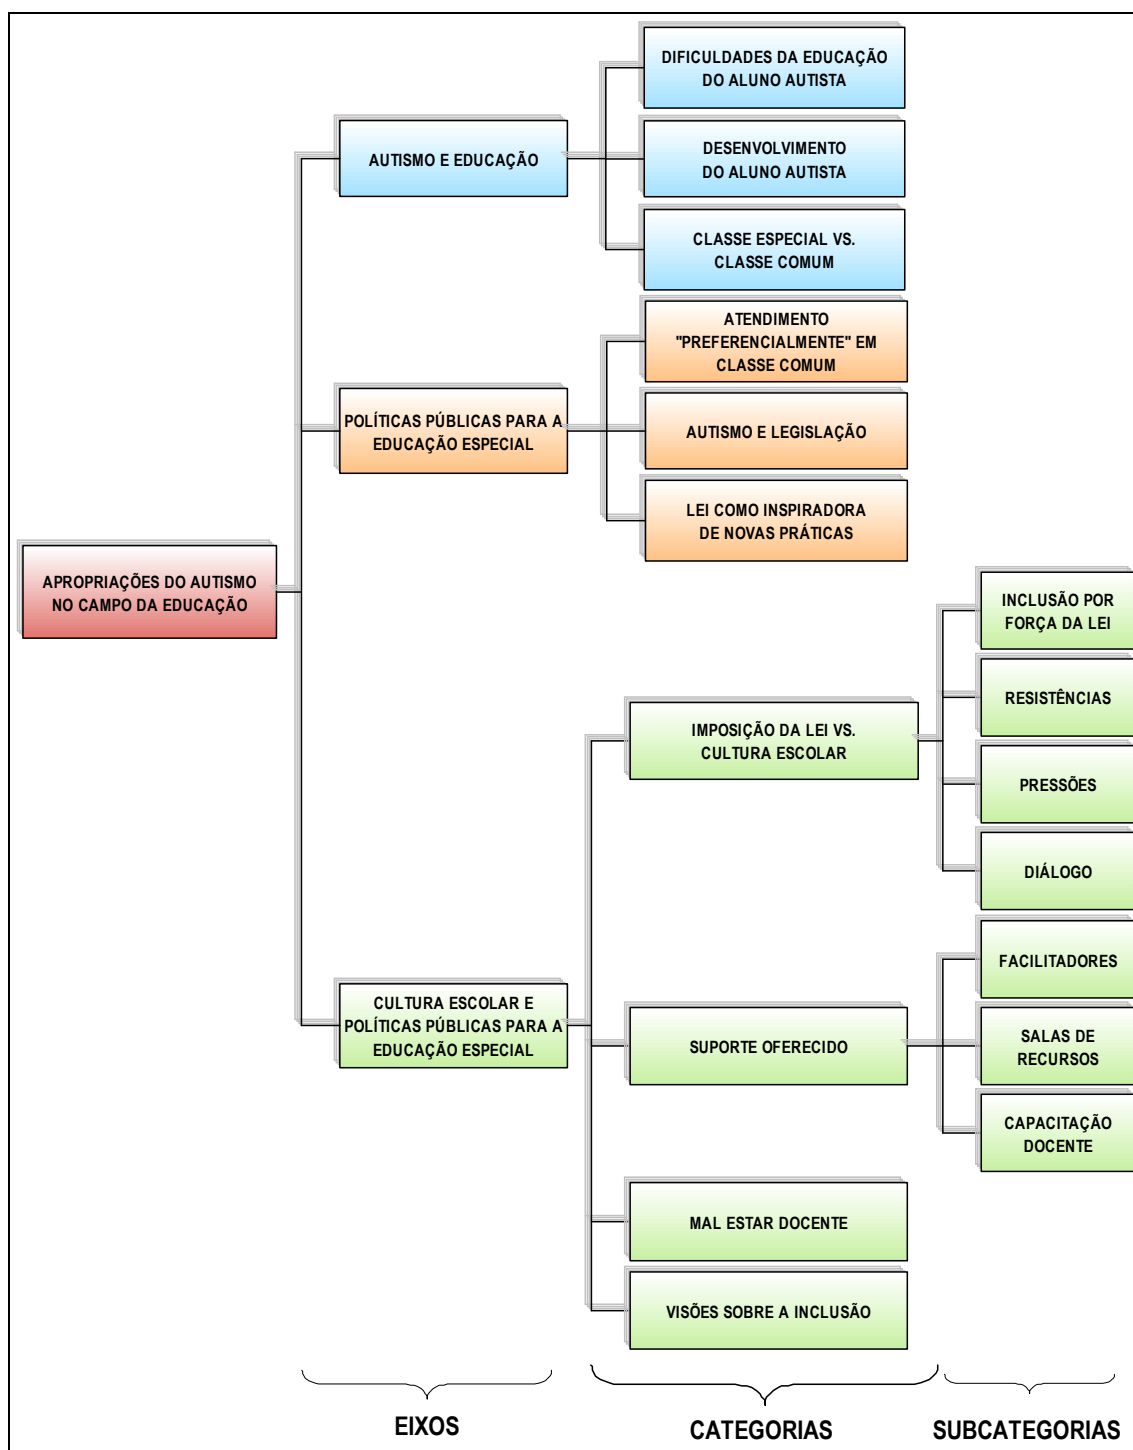 DIFICULDADES DA EDUCAÇÃO
DO ALUNO AUTISTA
AUTISMO E EDUCAÇÃO
DESENVOLVIMENTO
DO ALUNO AUTISTA
CLASSE ESPECIAL VS.
CLASSE COMUM
ATENDIMENTO
"PREFERENCIALMENTE" EM
CLASSE COMUM
POLÍTICAS PÚBLICAS PARA A
EDUCAÇÃO ESPECIAL
AUTISMO E LEGISLAÇÃO
LEI COMO INSPIRADORA
DE NOVAS PRÁTICAS
APROPRIAÇÕES DO AUTISMO
NO CAMPO DA EDUCAÇÃO
INCLUSÃO POR
FORÇA DA LEI
RESISTÊNCIAS
IMPOSIÇÃO DA LEI VS.
CULTURA ESCOLAR
PRESSÕES
DIÁLOGO
FACILITADORES
CULTURA ESCOLAR E
POLÍTICAS PÚBLICAS PARA A
EDUCAÇÃO ESPECIAL
SUPORTE OFERECIDO
SALAS DE
RECURSOS
CAPACITAÇÃO
DOCENTE
MAL ESTAR DOCENTE
VISÕES SOBRE A INCLUSÃO
EIXOS
CATEGORIAS
SUBCATEGORIAS